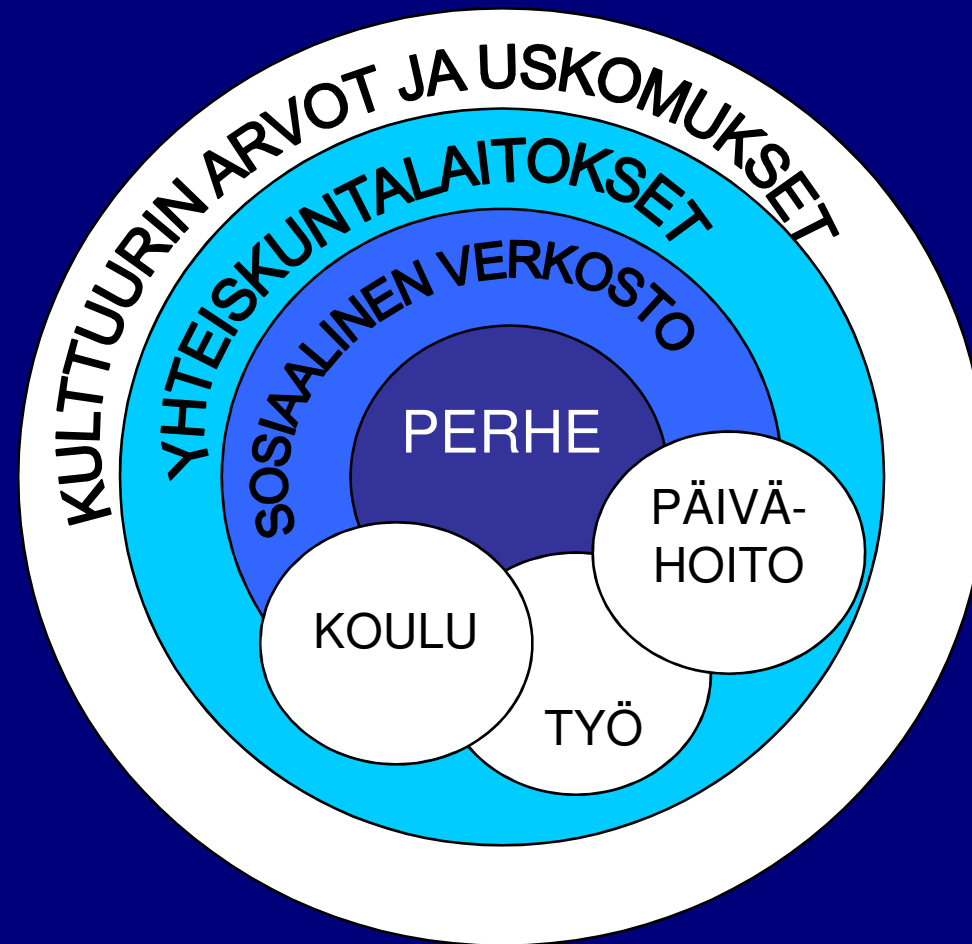 KULTTUURIN ARVOT JA USKOMUKSET
YHTEISKUNTALAITOKSET
SOSIAALINEN VERKOSTO
PERHE
PÄIVÄ-
HOITO
KOULU
TYÖ